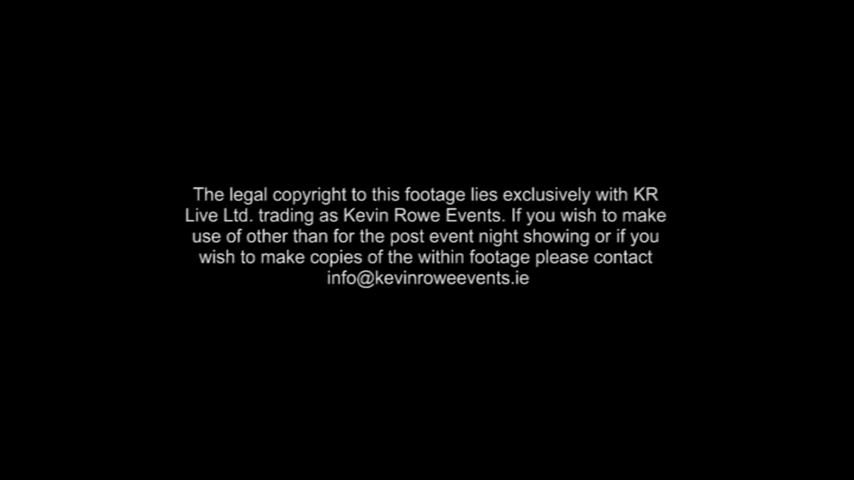 The legal copyright to this footage lies exclusively with KR
Live Ltd. trading as Kevin Rowe Events. If you wish to make
use of other than for the post event night showing or if you
wish to make copies of the within footage please contact
info@kevinroweevents.ie